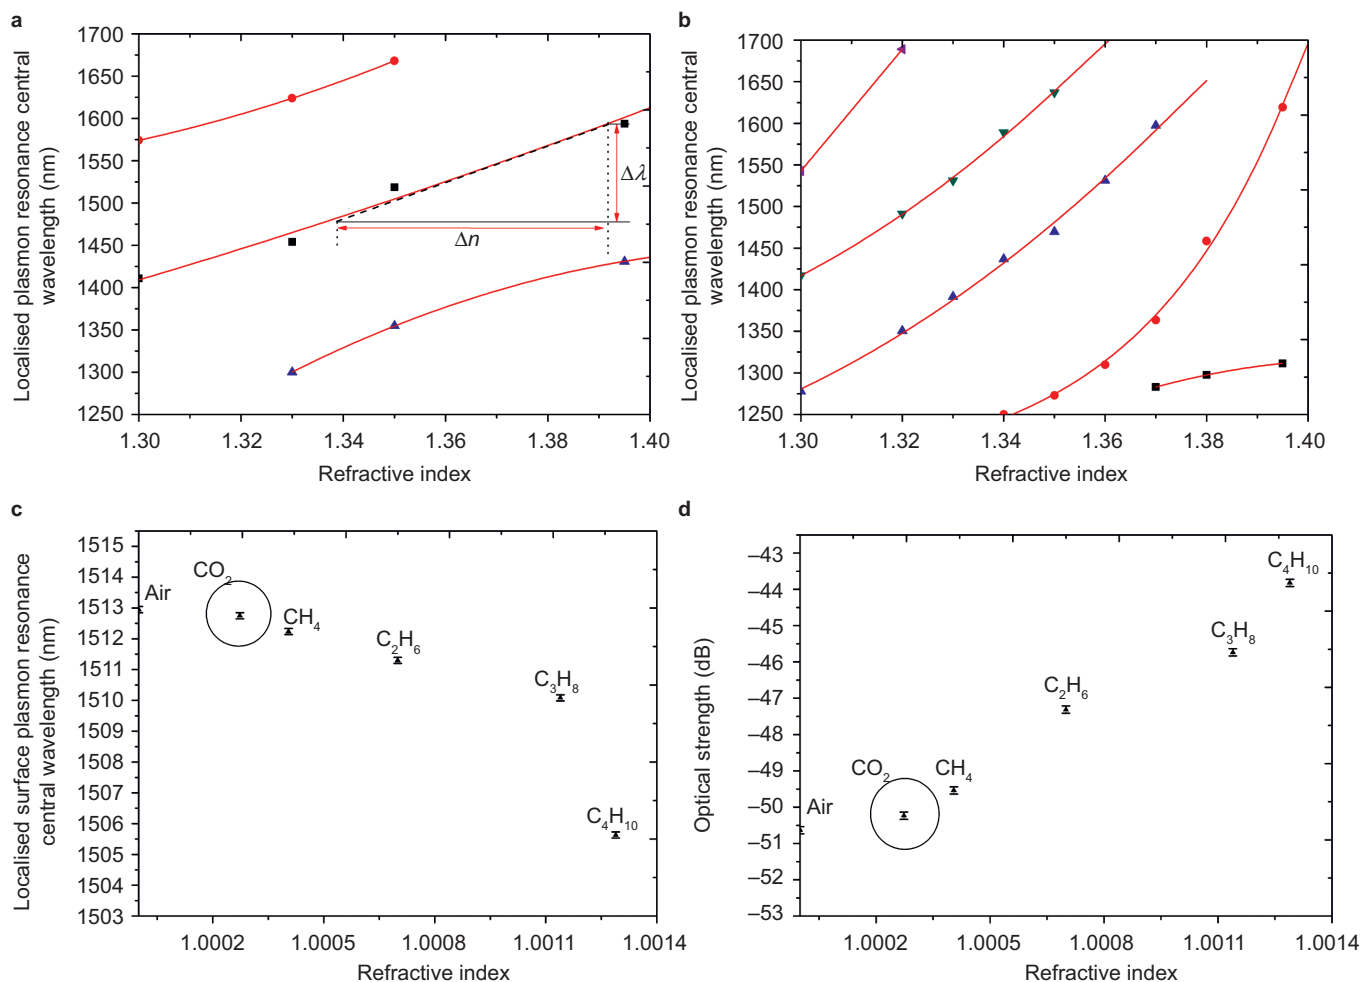 a
Localised plasmon resonance central
wavelength (nm)
1700
1650
1600
1550
1500
1450
1400
1350
1300
1250
Δλ
Δn
1.30 1.32 1.34 1.36 1.38 1.40
Refractive index
b
Localised plasmon resonance central
wavelength (nm)
1700
1650
1600
1550
1500
1450
1400
1350
1300
1250
1.30 1.32 1.34 1.36 1.38 1.40
Refractive index
c
Localised surface plasmon resonance
central wavelength (nm)
1515
1514
1513
1512
1511
1510
1509
1508
1507
1506
1505
1504
1503
Air
CO2
CH4
C2H6
C3H8
C4H10
1.0002 1.0005 1.0008 1.0011 1.0014
Refractive index
d
Optical strength (dB)
–43
–44
–45
–46
–47
–48
–49
–50
–51
–52
–53
Air
CO2
CH4
C2H6
C3H8
C4H10
1.0002 1.0005 1.0008 1.0011 1.0014
Refractive index